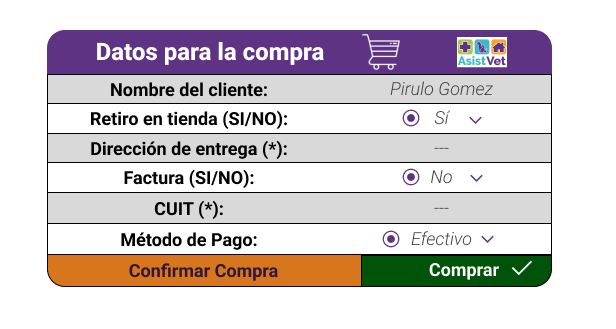 Datos para la compra
AsistVet
Nombre del cliente: Pirulo Gomez
Retiro en tienda (SI/NO): Sí
Dirección de entrega (*): ---
Factura (SI/NO): No
CUIT (*): ---
Método de Pago: Efectivo
Confirmar Compra Comprar